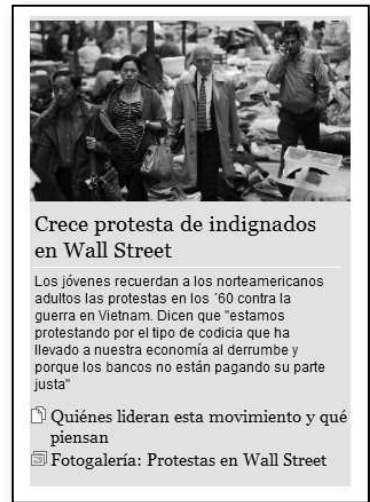 Crece protesta de indignados
en Wall Street
Los jóvenes recuerdan a los norteamericanos
adultos las protestas en los ´60 contra la
guerra en Vietnam. Dicen que "estamos
protestando por el tipo de codicia que ha
llevado a nuestra economía al derrumbe y
porque los bancos no están pagando su parte
justa"
Quiénes lideran esta movimiento y qué
piensan
Fotogalería: Protestas en Wall Street